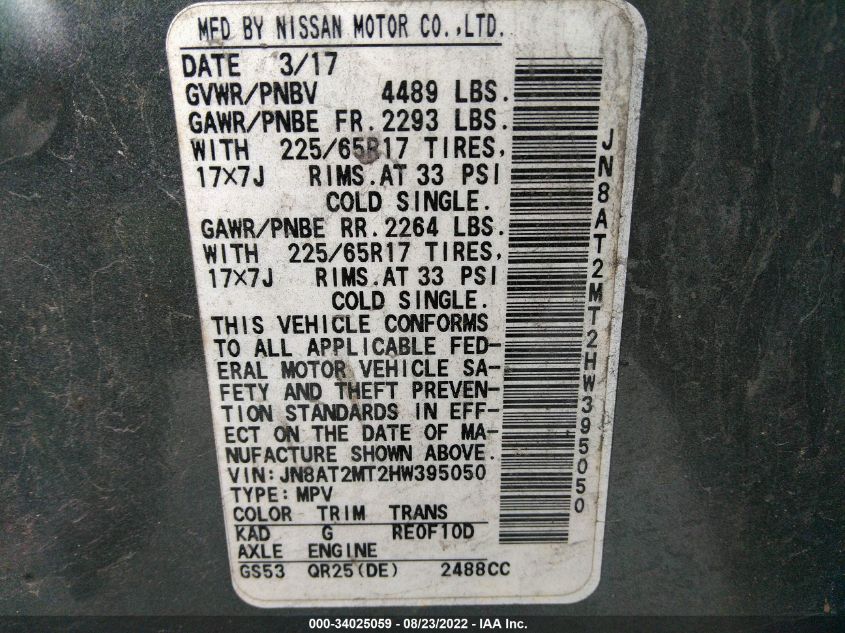 MFD BY NISSAN MOTOR CO.,LTD.
DATE 3/17
GVWR/PNBV 4489 LBS.
GAWR/PNBE FR.2293 LBS.
WITH 225/65R17 TIRES,
17×7J RIMS.AT 33 PSI
COLD SINGLE.
GAWR/PNBE RR.2264 LBS.
WITH 225/65R17 TIRES,
17×7J RIMS.AT 33 PSI
COLD SINGLE.
THIS VEHICLE CONFORMS
TO ALL APPLICABLE FED-
ERAL MOTOR VEHICLE SA-
FETY AND THEFT PREVEN-
TION STANDARDS IN EFF-
ECT ON THE DATE OF MA-
NUFACTURE SHOWN ABOVE.
VIN:JN8AT2MT2HW395050
TYPE:MPV
COLOR TRIM TRANS
KAD G RE0F10D
AXLE ENGINE
GS53 QR25(DE) 2488CC
JN8AT2MT2HW395050
000-34025059 - 08/23/2022 - IAA Inc.